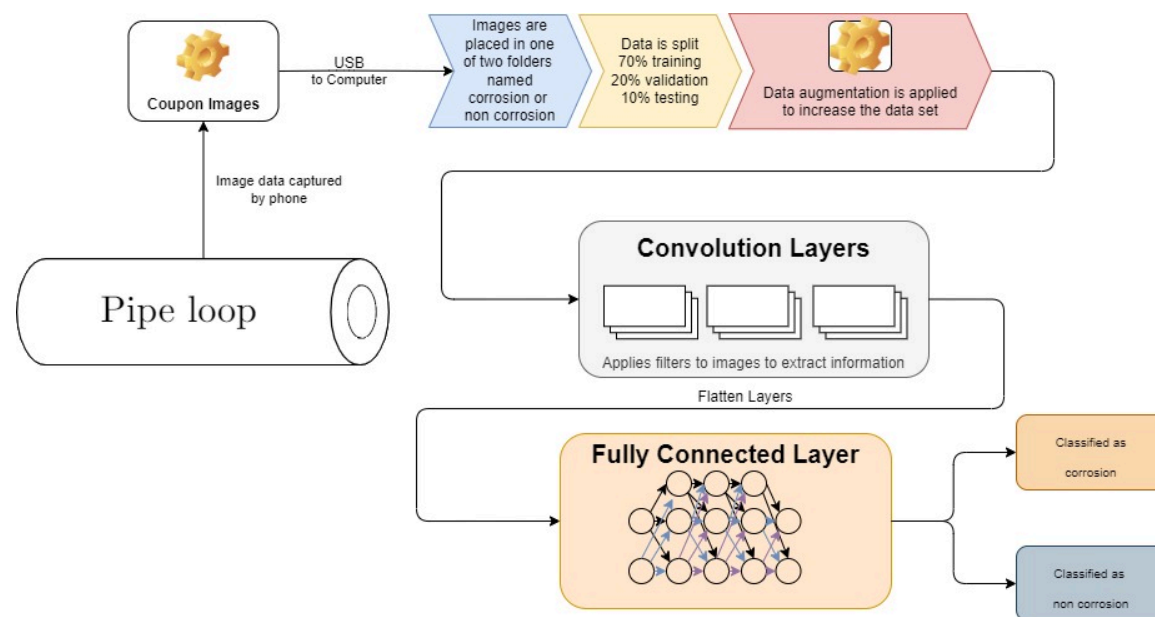 Coupon Images
USB
to Computer
Images are
placed in one
of two folders
named
corrosion or
non corrosion
Data is split
70% training
20% validation
10% testing
Data augmentation is applied
to increase the data set
Image data captured
by phone
Pipe loop
Convolution Layers
Applies filters to images to extract information
Flatten Layers
Fully Connected Layer
Classified as
corrosion
Classified as
non corrosion